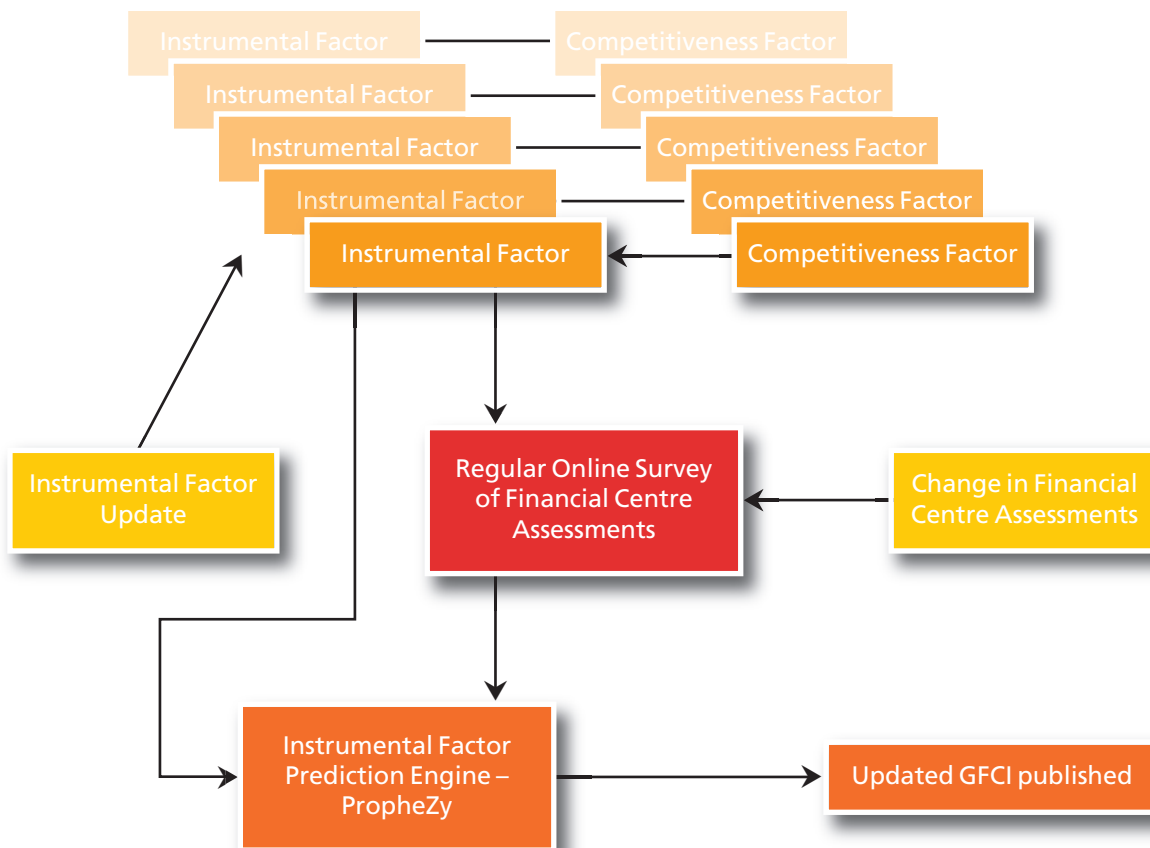 Instrumental Factor
Competitiveness Factor
Instrumental Factor
Competitiveness Factor
Instrumental Factor
Competitiveness Factor
Instrumental Factor
Competitiveness Factor
Instrumental Factor
Competitiveness Factor
Instrumental Factor
Update
Regular Online Survey
of Financial Centre
Assessments
Change in Financial
Centre Assessments
Instrumental Factor
Prediction Engine –
PropheZy
Updated GFCI published